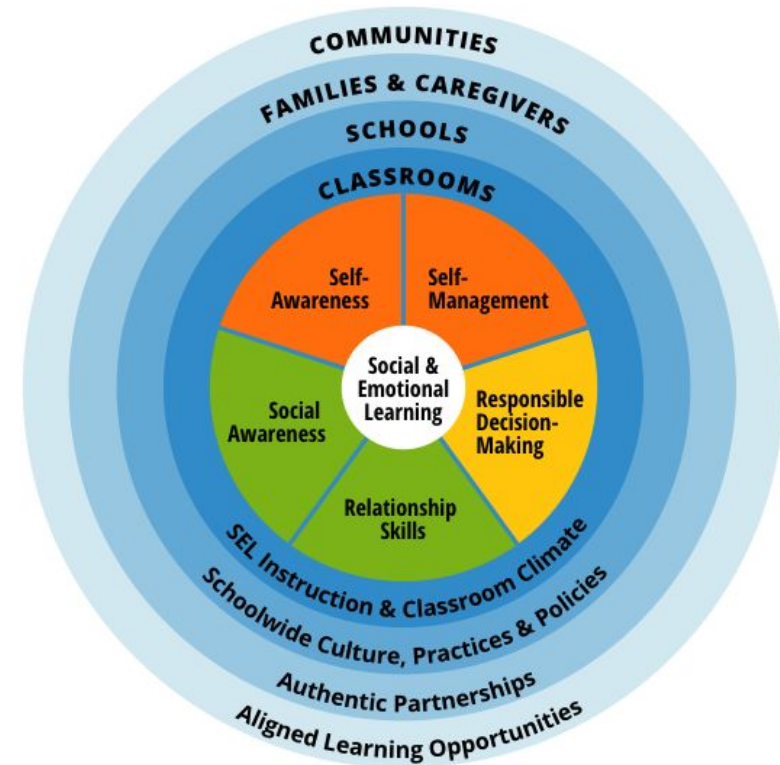 COMMUNITIES
FAMILIES & CAREGIVERS
SCHOOLS
CLASSROOMS
Self-
Awareness
Self-
Management
Social &
Emotional
Learning
Social
Awareness
Responsible
Decision-
Making
Relationship
Skills
SEL Instruction & Classroom Climate
Schoolwide Culture, Practices & Policies
Authentic Partnerships
Aligned Learning Opportunities